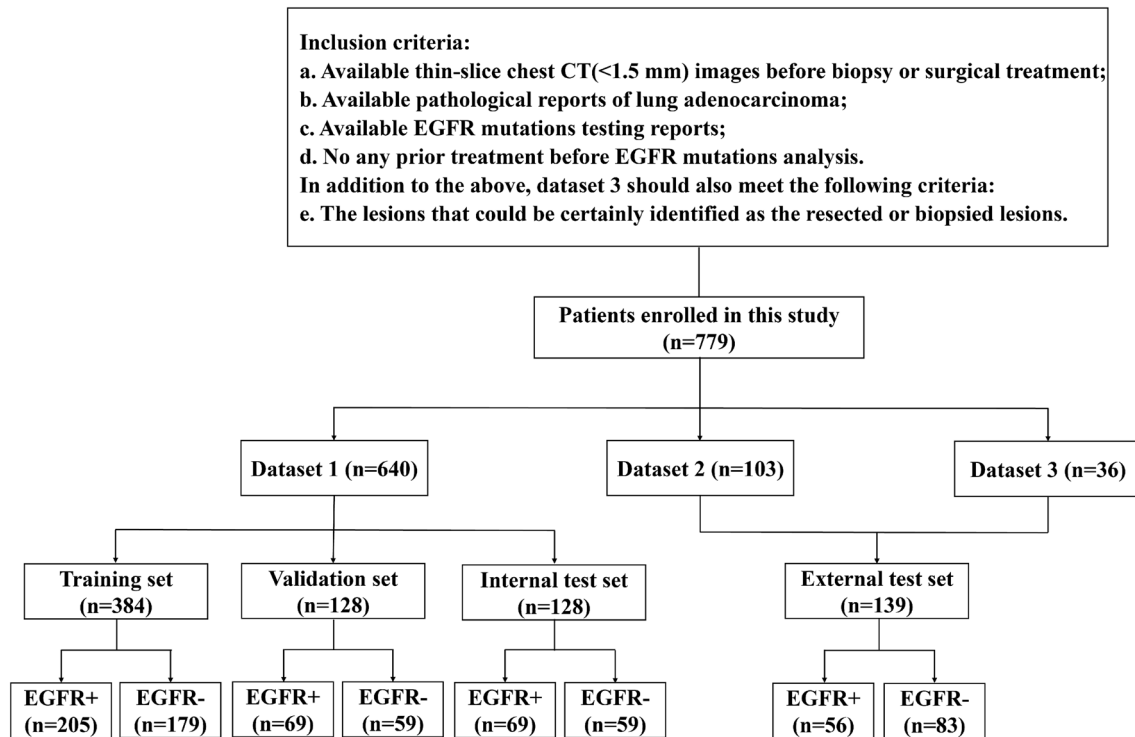 Inclusion criteria:
a. Available thin-slice chest CT(<1.5 mm) images before biopsy or surgical treatment;
b. Available pathological reports of lung adenocarcinoma;
c. Available EGFR mutations testing reports;
d. No any prior treatment before EGFR mutations analysis.
In addition to the above, dataset 3 should also meet the following criteria:
e. The lesions that could be certainly identified as the resected or biopsied lesions.
Patients enrolled in this study
(n=779)
Dataset 1 (n=640)
Dataset 2 (n=103)
Dataset 3 (n=36)
Training set
(n=384)
Validation set
(n=128)
Internal test set
(n=128)
External test set
(n=139)
EGFR+
(n=205)
EGFR-
(n=179)
EGFR+
(n=69)
EGFR-
(n=59)
EGFR+
(n=69)
EGFR-
(n=59)
EGFR+
(n=56)
EGFR-
(n=83)